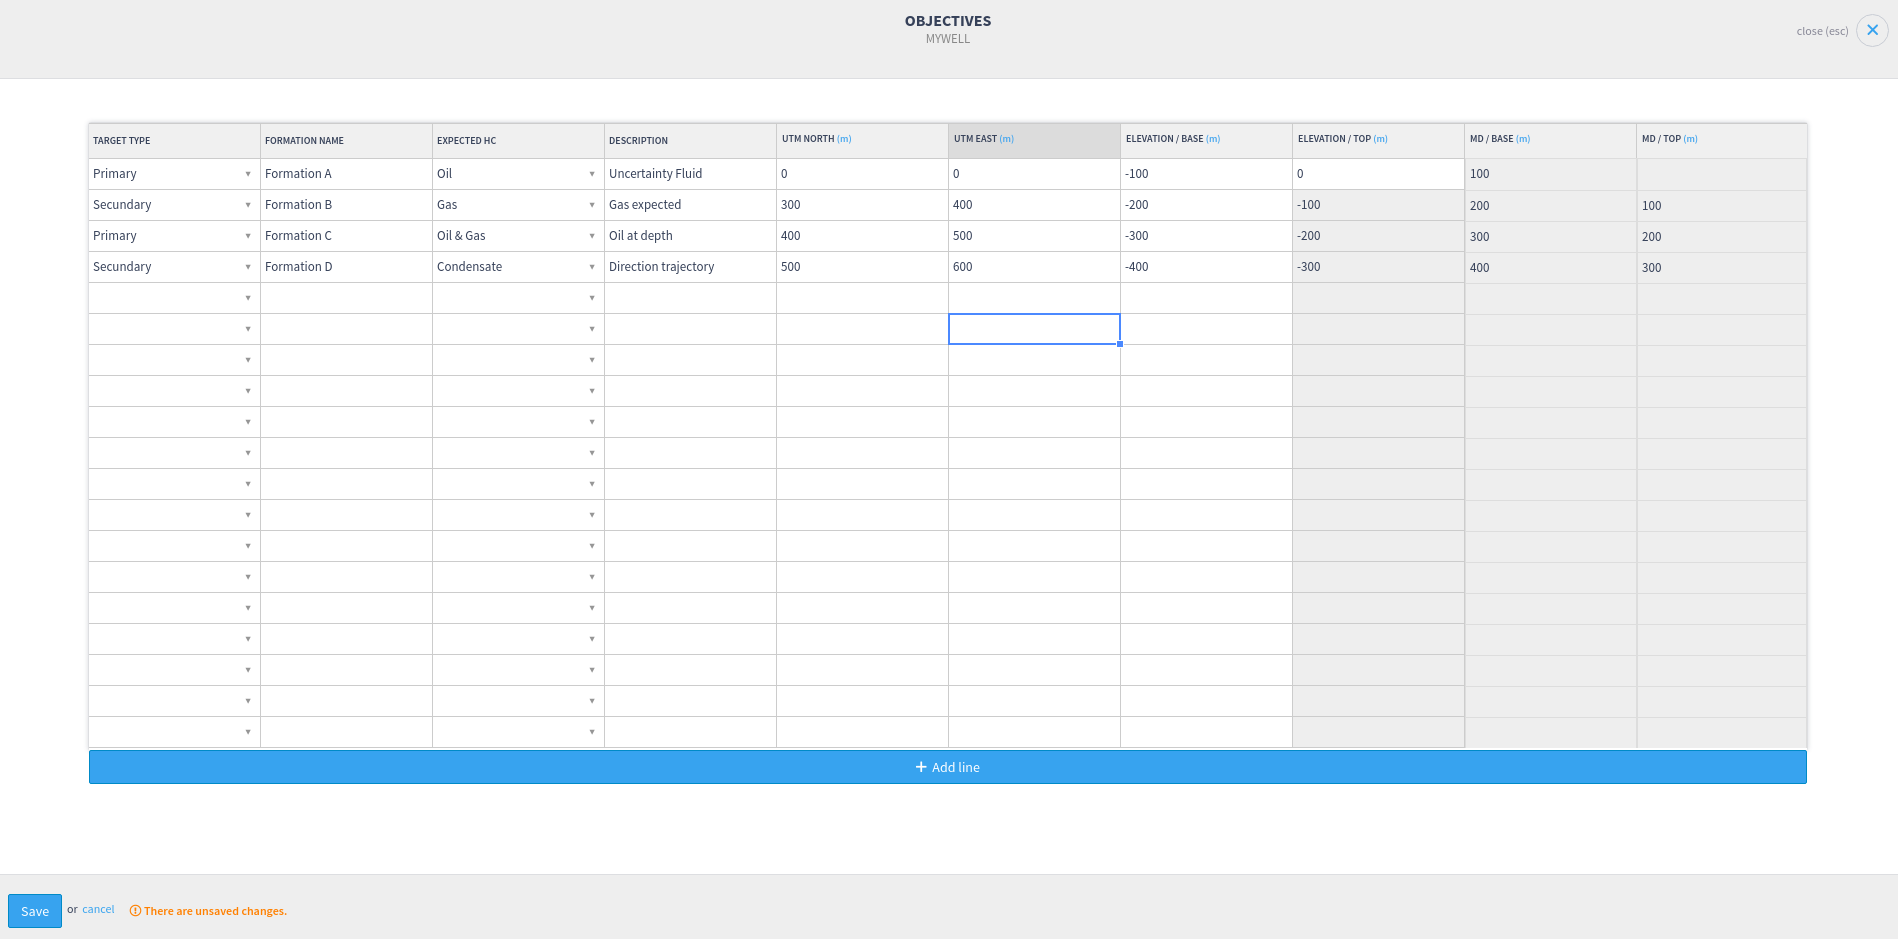 OBJECTIVES
MYWELL
close (esc)
TARGET TYPE FORMATION NAME EXPECTED HC DESCRIPTION UTM NORTH (m) UTM EAST (m) ELEVATION / BASE (m) ELEVATION / TOP (m) MD / BASE (m) MD / TOP (m)
Primary Formation A Oil Uncertainty Fluid 0 0 -100 0 100
Secundary Formation B Gas Gas expected 300 400 -200 -100 200 100
Primary Formation C Oil & Gas Oil at depth 400 500 -300 -200 300 200
Secundary Formation D Condensate Direction trajectory 500 600 -400 -300 400 300
+ Add line
Save or cancel There are unsaved changes.